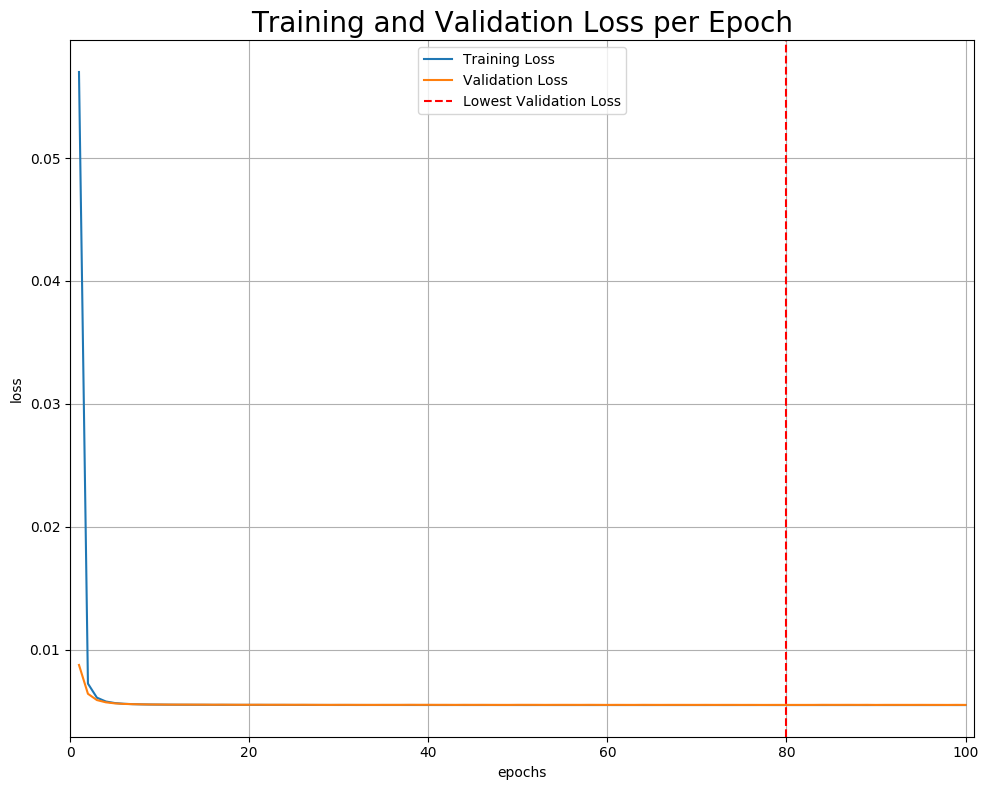 Training and Validation Loss per Epoch
Training Loss
Validation Loss
Lowest Validation Loss
loss
0.05
0.04
0.03
0.02
0.01
0
20
40
60
80
100
epochs